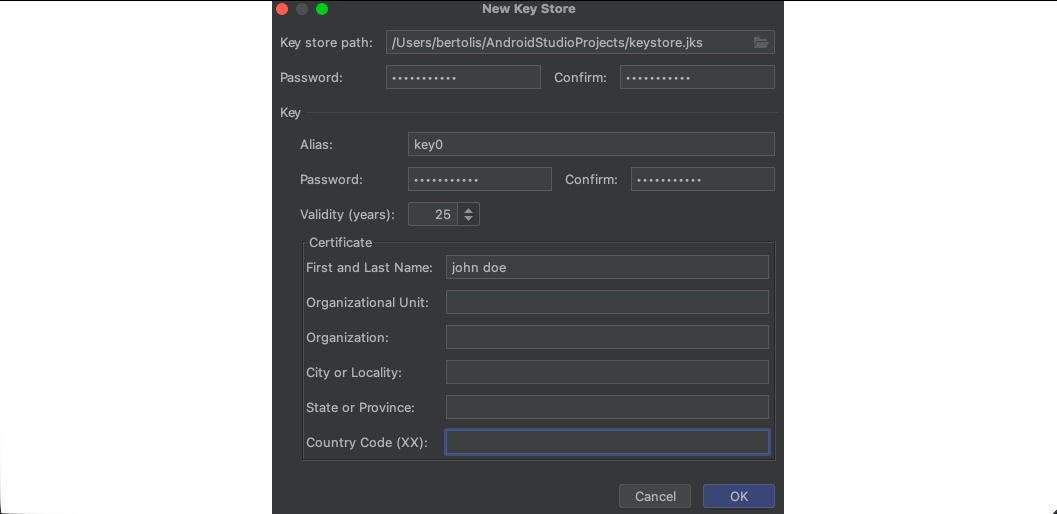 New Key Store
Key store path: /Users/bertolis/AndroidStudioProjects/keystore.jks
Password: ••••••••••• Confirm: •••••••••••
Key
Alias: key0
Password: ••••••••••• Confirm: •••••••••••
Validity (years): 25
Certificate
First and Last Name: john doe
Organizational Unit:
Organization:
City or Locality:
State or Province:
Country Code (XX):
Cancel OK